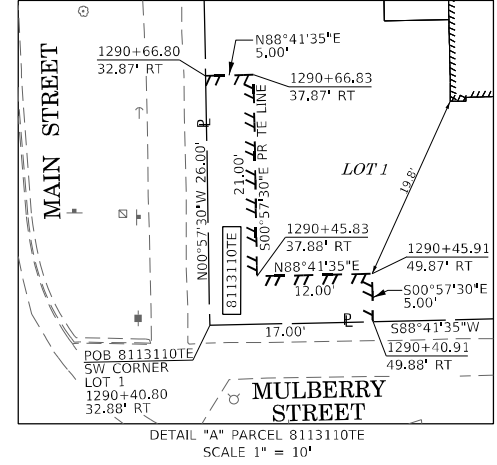 N88°41'35"E
5.00'
1290+66.80
32.87' RT
1290+66.83
37.87' RT
MAIN STREET
P
N00°57'30"W 26.00'
21.00'
S00°57'30"E PR TE LINE
LOT 1
19.8'
8113110TE
1290+45.83
37.88' RT
1290+45.91
49.87' RT
N88°41'35"E
12.00'
S00°57'30"E
5.00'
17.00'
P
S88°41'35"W
1290+40.91
49.88' RT
POB 8113110TE
SW CORNER
LOT 1
1290+40.80
32.88' RT
MULBERRY
STREET
DETAIL "A" PARCEL 8113110TE
SCALE 1" = 10'